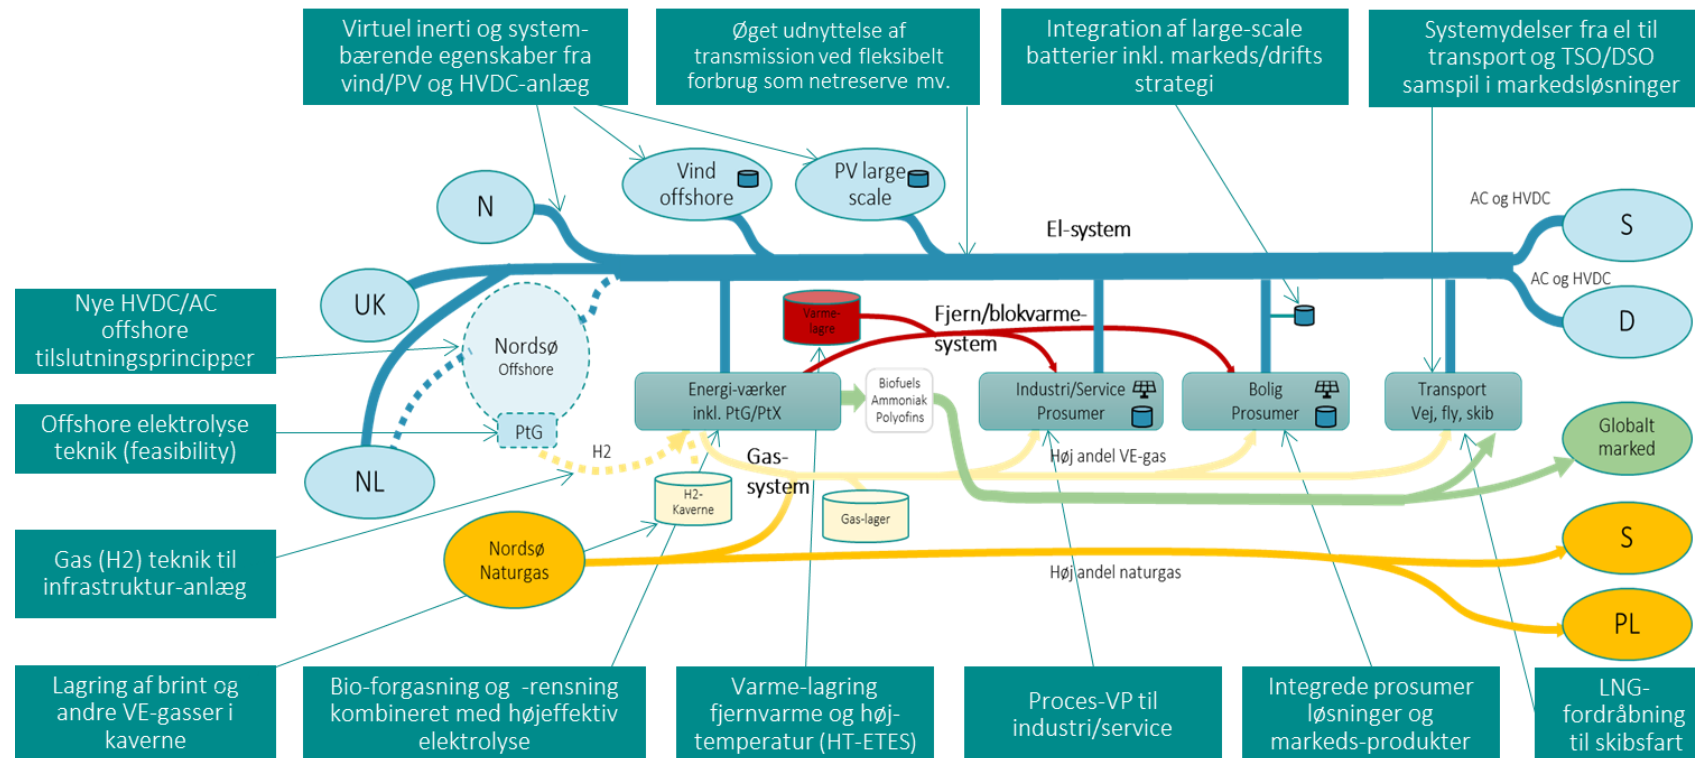 Virtuel inerti og system-
bærende egenskaber fra
vind/PV og HVDC-anlæg
Øget udnyttelse af
transmission ved fleksibelt
forbrug som netreserve mv.
Integration af large-scale
batterier inkl. markeds/drifts
strategi
Systemydelser fra el til
transport og TSO/DSO
samspil i markedsløsninger
Vind
offshore
PV large
scale
N
El-system
AC og HVDC
S
UK
AC og HVDC
D
Nye HVDC/AC
offshore
tilslutningsprincipper
Nordsø
Offshore
Varme-
lagre
Fjern/blokvarme-
system
Energi-værker
inkl. PtG/PtX
Biofuels
Ammoniak
Polyofins
Industri/Service
Prosumer
Bolig
Prosumer
Transport
Vej, fly, skib
Offshore elektrolyse
teknik (feasibility)
PtG
Globalt
marked
H2
Gas-
system
Høj andel VE-gas
NL
H2-
Kaverne
Gas-lager
Gas (H2) teknik til
infrastruktur-anlæg
Nordsø
Naturgas
Høj andel naturgas
S
PL
Lagring af brint og
andre VE-gasser i
kaverne
Bio-forgasning og -rensning
kombineret med højeffektiv
elektrolyse
Varme-lagring
fjernvarme og høj-
temperatur (HT-ETES)
Proces-VP til
industri/service
Integrede prosumer
løsninger og
markeds-produkter
LNG-
fordråbning
til skibsfart